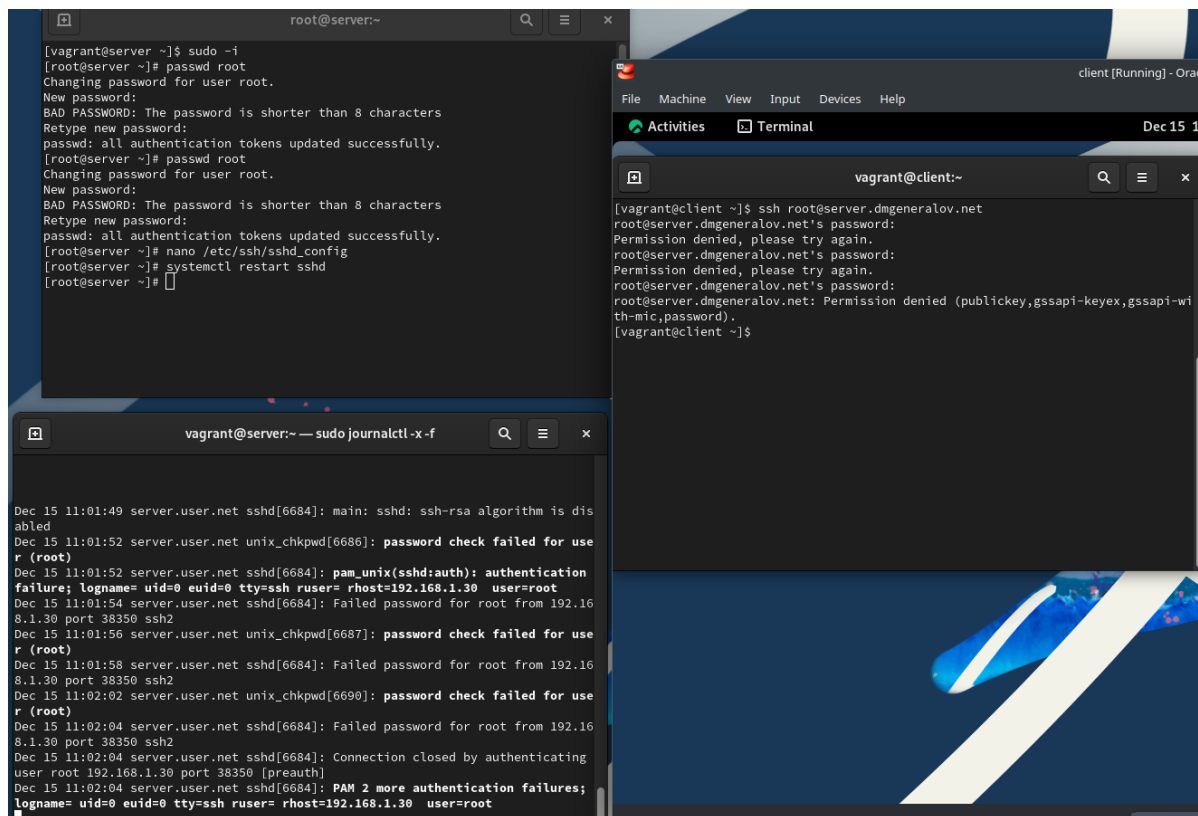 root@server:~
[vagrant@server ~]$ sudo -i
[root@server ~]# passwd root
Changing password for user root.
New password:
BAD PASSWORD: The password is shorter than 8 characters
Retype new password:
passwd: all authentication tokens updated successfully.
[root@server ~]# passwd root
Changing password for user root.
New password:
BAD PASSWORD: The password is shorter than 8 characters
Retype new password:
passwd: all authentication tokens updated successfully.
[root@server ~]# nano /etc/ssh/sshd_config
[root@server ~]# systemctl restart sshd
[root@server ~]#
client [Running] - Ora
File Machine View Input Devices Help
Activities Terminal Dec 15 1
vagrant@client:~
[vagrant@client ~]$ ssh root@server.dmgeneralov.net
root@server.dmgeneralov.net's password:
Permission denied, please try again.
root@server.dmgeneralov.net's password:
Permission denied, please try again.
root@server.dmgeneralov.net's password:
root@server.dmgeneralov.net: Permission denied (publickey,gssapi-keyex,gssapi-wi
th-mic,password).
[vagrant@client ~]$
vagrant@server:~ — sudo journalctl -x -f
Dec 15 11:01:49 server.user.net sshd[6684]: main: sshd: ssh-rsa algorithm is dis
abled
Dec 15 11:01:52 server.user.net unix_chkpwd[6686]: password check failed for use
r (root)
Dec 15 11:01:52 server.user.net sshd[6684]: pam_unix(sshd:auth): authentication
failure; logname= uid=0 euid=0 tty=ssh ruser= rhost=192.168.1.30  user=root
Dec 15 11:01:54 server.user.net sshd[6684]: Failed password for root from 192.16
8.1.30 port 38350 ssh2
Dec 15 11:01:56 server.user.net unix_chkpwd[6687]: password check failed for use
r (root)
Dec 15 11:01:58 server.user.net sshd[6684]: Failed password for root from 192.16
8.1.30 port 38350 ssh2
Dec 15 11:02:02 server.user.net unix_chkpwd[6690]: password check failed for use
r (root)
Dec 15 11:02:04 server.user.net sshd[6684]: Failed password for root from 192.16
8.1.30 port 38350 ssh2
Dec 15 11:02:04 server.user.net sshd[6684]: Connection closed by authenticating
user root 192.168.1.30 port 38350 [preauth]
Dec 15 11:02:04 server.user.net sshd[6684]: PAM 2 more authentication failures;
logname= uid=0 euid=0 tty=ssh ruser= rhost=192.168.1.30  user=root